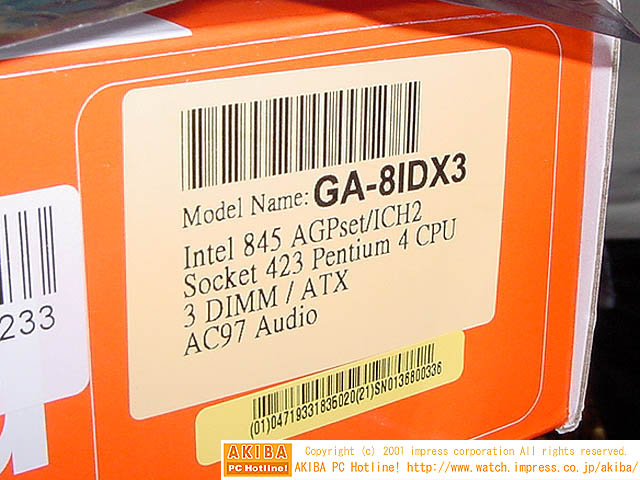 Model Name: GA-8IDX3
Intel 845 AGPset/ICH2
Socket 423 Pentium 4 CPU
3 DIMM / ATX
AC97 Audio
233
(01)04719331836020(21)SN0136800336
AKIBA
PC Hotline!
Copyright (c) 2001 impress corporation All rights reserved.
AKIBA PC Hotline! http://www.watch.impress.co.jp/akiba/